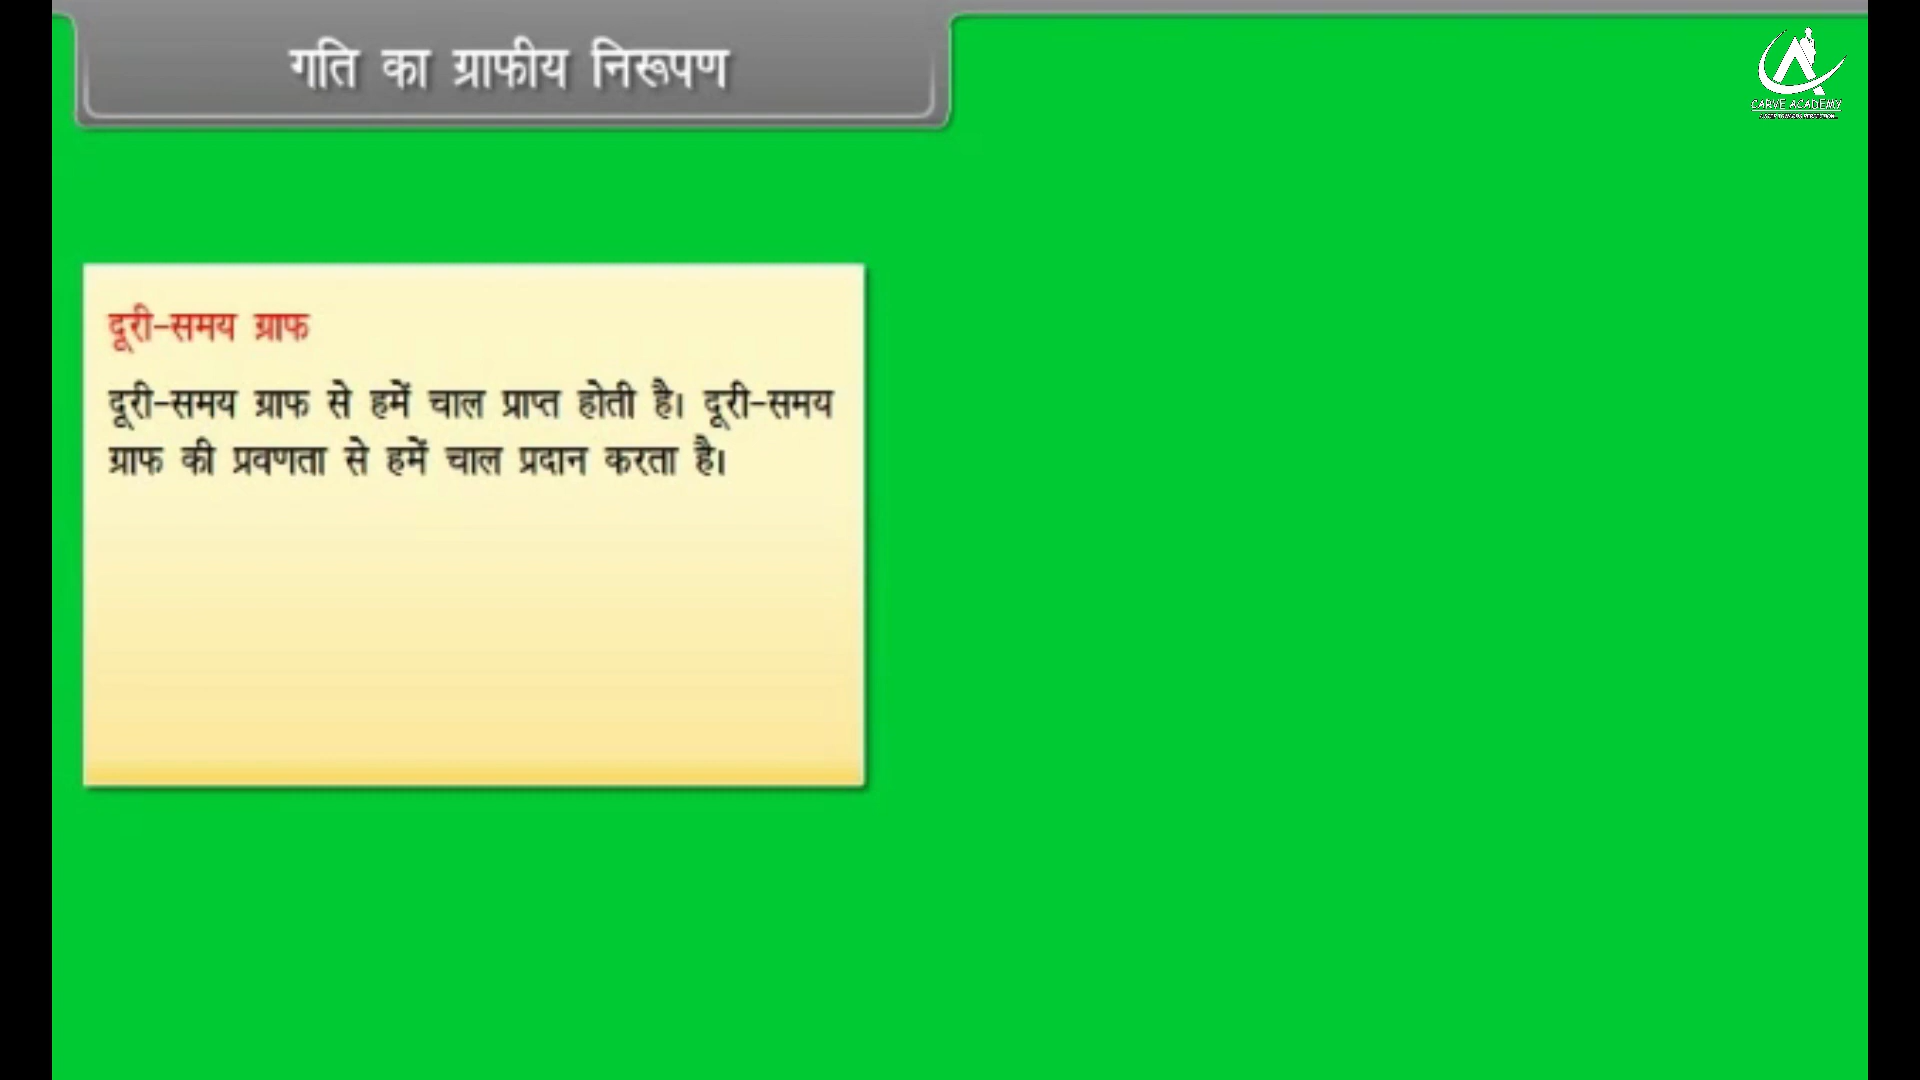 गति का ग्राफीय निरूपण
CARVE ACADEMY
दूरी-समय ग्राफ
दूरी-समय ग्राफ से हमें चाल प्राप्त होती है। दूरी-समय
ग्राफ की प्रवणता से हमें चाल प्रदान करता है।